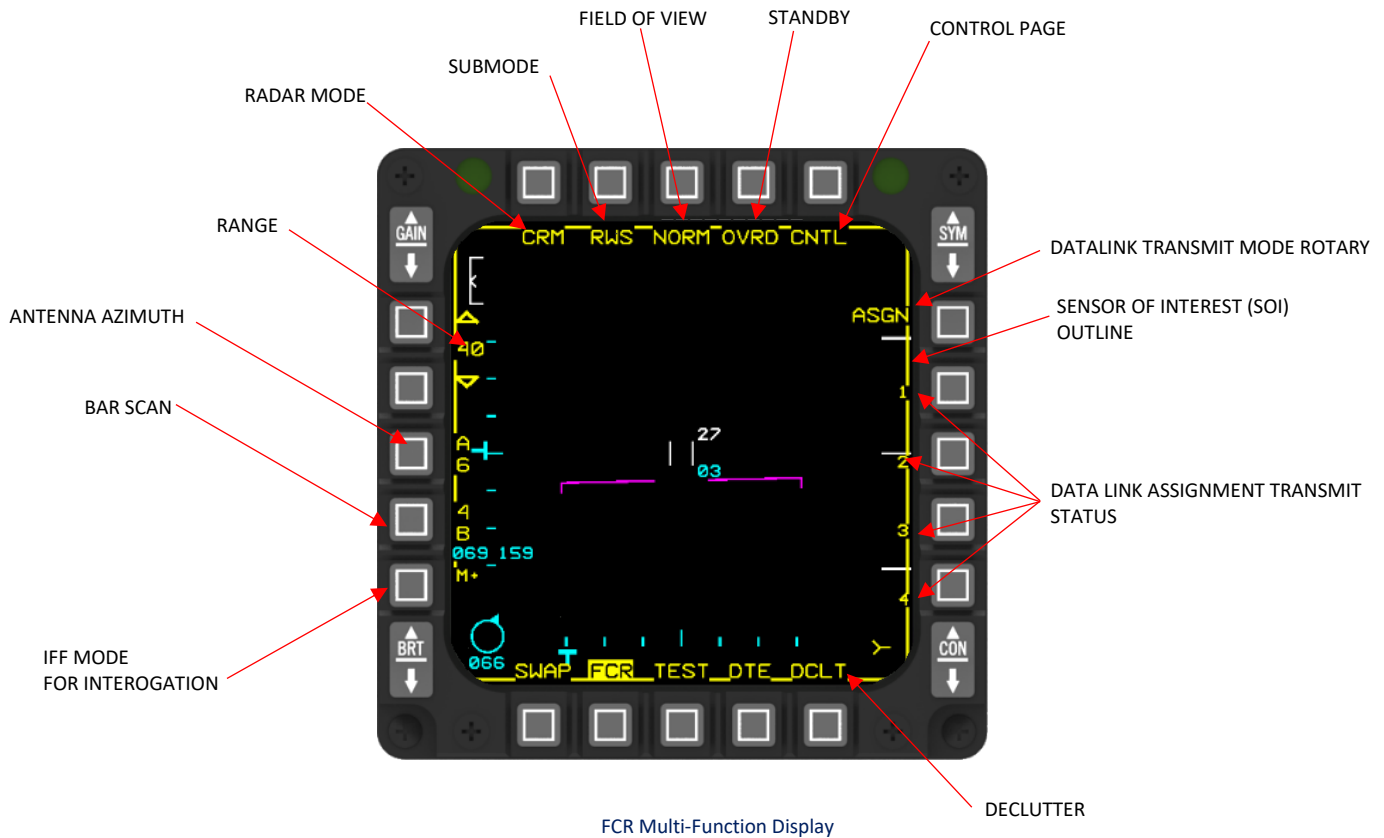 FIELD OF VIEW
STANDBY
CONTROL PAGE
SUBMODE
RADAR MODE
RANGE
ANTENNA AZIMUTH
BAR SCAN
IFF MODE
FOR INTEROGATION
DATALINK TRANSMIT MODE ROTARY
SENSOR OF INTEREST (SOI)
OUTLINE
DATA LINK ASSIGNMENT TRANSMIT
STATUS
DECLUTTER
GAIN
SYM
BRT
CON
CRM RWS NORM OVRD CNTL
ASGN
40
1
A
6
27
2
03
4
B
3
069 159
M+
4
066
SWAP FCR TEST DTE DCLT
FCR Multi-Function Display